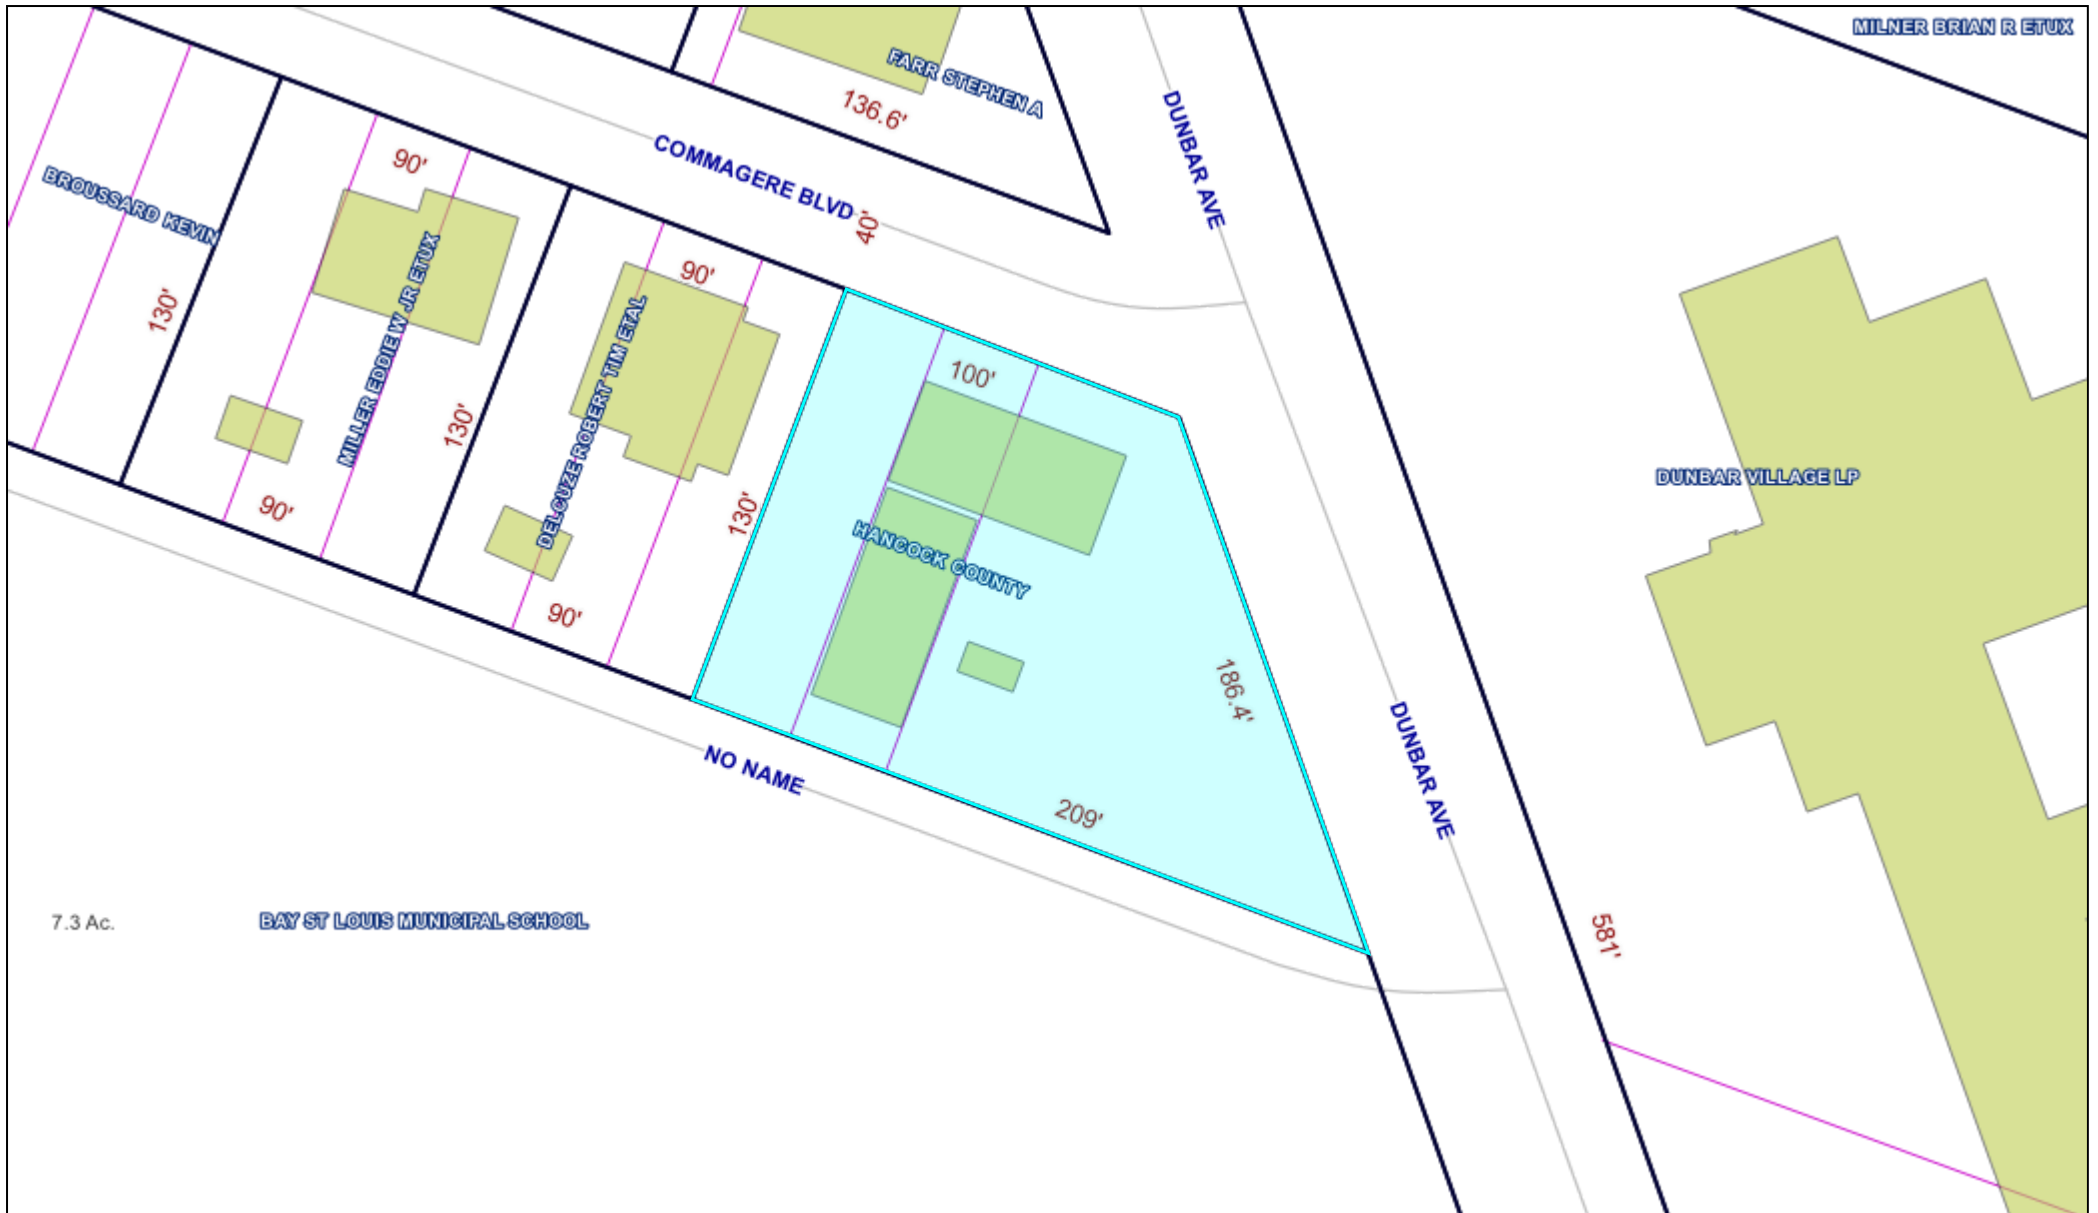 MILNER BRIAN R ETUX
FARR STEPHEN A
136.6'
DUNBAR AVE
COMMAGERE BLVD
40'
BROUSSARD KEVIN
90'
90'
130'
MILLER EDDIE W JR ETUX
130'
DELCUZE ROBERT TIM ETAL
100'
130'
HANCOCK COUNTY
DUNBAR VILLAGE LP
90'
90'
186.4'
NO NAME
209'
DUNBAR AVE
7.3 Ac.
BAY ST LOUIS MUNICIPAL SCHOOL
581'